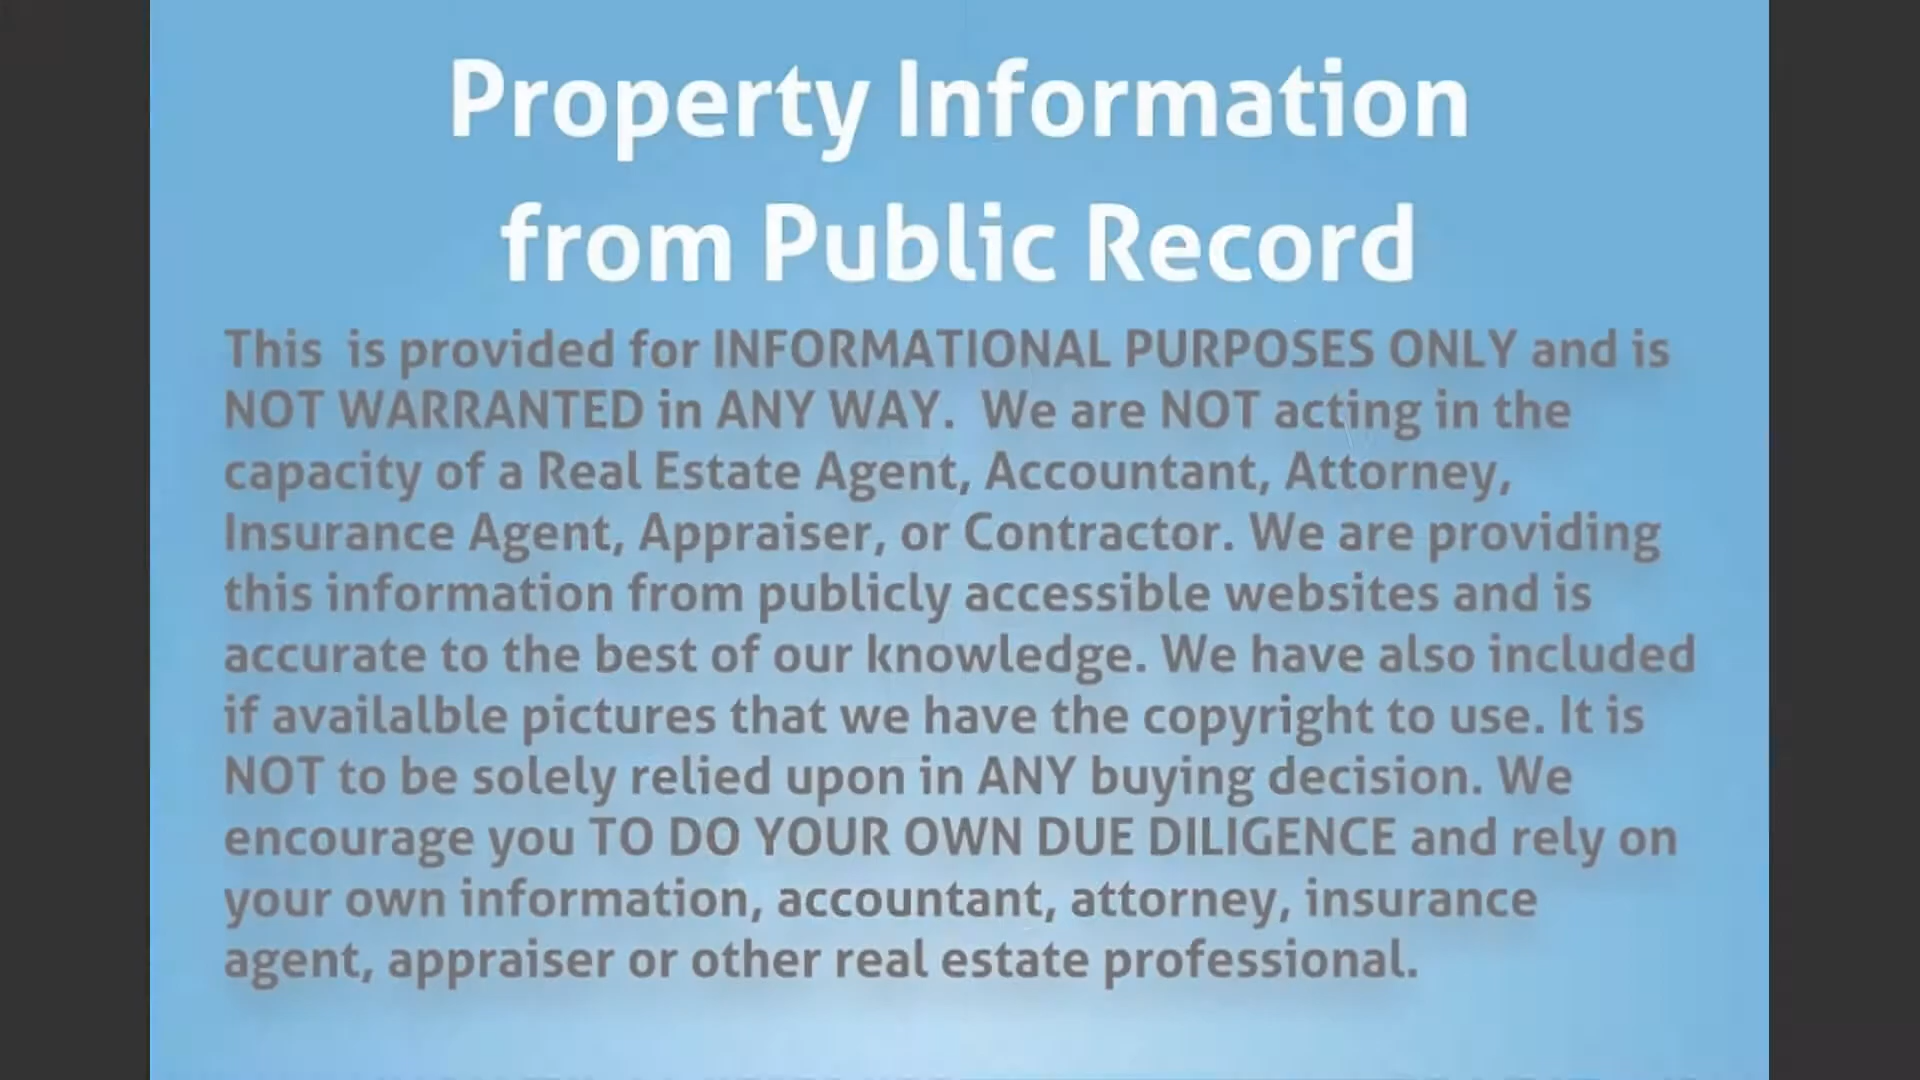 Property Information
from Public Record
This is provided for INFORMATIONAL PURPOSES ONLY and is
NOT WARRANTED in ANY WAY. We are NOT acting in the
capacity of a Real Estate Agent, Accountant, Attorney,
Insurance Agent, Appraiser, or Contractor. We are providing
this information from publicly accessible websites and is
accurate to the best of our knowledge. We have also included
if availalble pictures that we have the copyright to use. It is
NOT to be solely relied upon in ANY buying decision. We
encourage you TO DO YOUR OWN DUE DILIGENCE and rely on
your own information, accountant, attorney, insurance
agent, appraiser or other real estate professional.